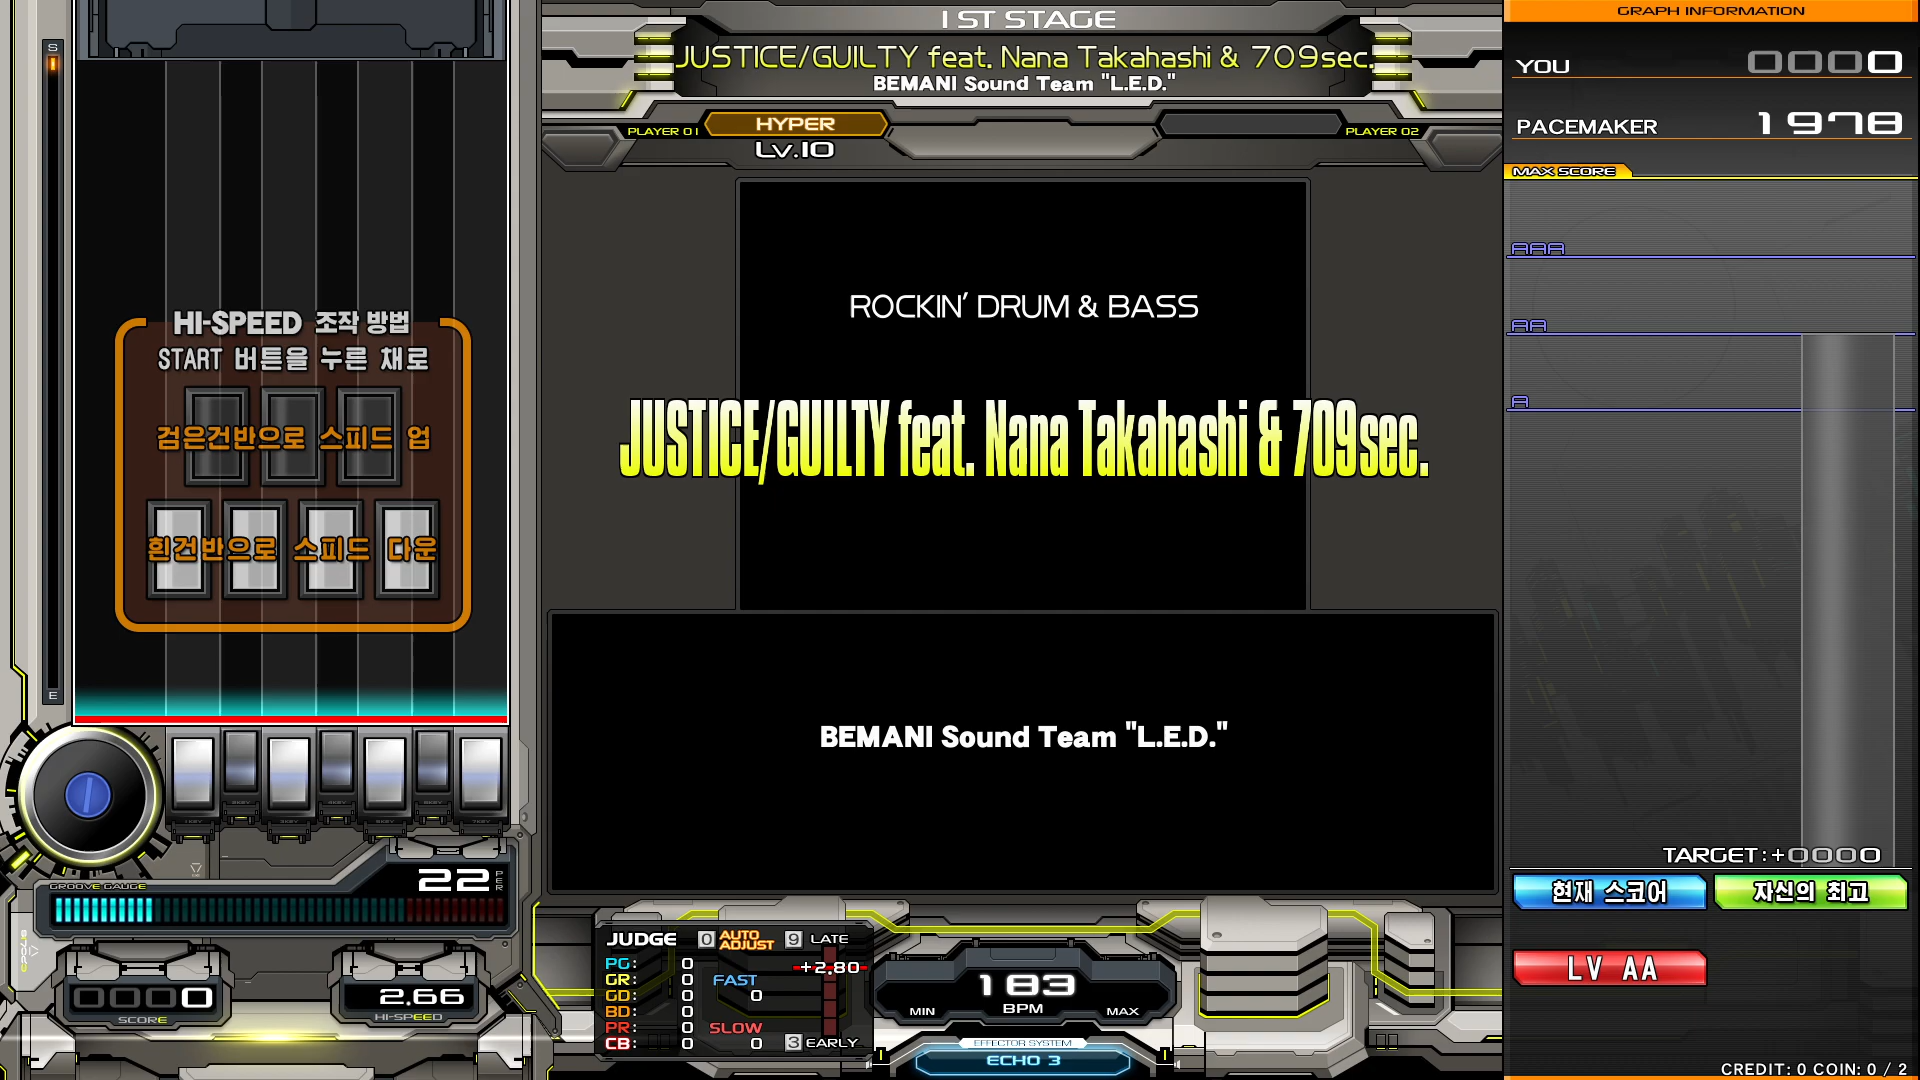 1ST STAGE
JUSTICE/GUILTY feat. Nana Takahashi & 709sec.
BEMANI Sound Team "L.E.D."
PLAYER 01
HYPER
PLAYER 02
Lv.10
S
HI-SPEED 조작 방법
START 버튼을 누른 채로
검은건반으로 스피드 업
흰건반으로 스피드 다운
E
ROCKIN' DRUM & BASS
JUSTICE/GUILTY feat. Nana Takahashi & 709sec.
BEMANI Sound Team "L.E.D."
GRAPH INFORMATION
YOU 0000
PACEMAKER 1978
MAX SCORE
AAA
AA
A
TARGET:+0000
현재 스코어
자신의 최고
LV AA
CREDIT: 0 COIN: 0 / 2
GROOVE GAUGE
22 PER
0000
SCORE
2.66
HI-SPEED
JUDGE 0 AUTO ADJUST 9 LATE
PG: 0 +2.80
GR: 0 FAST
GD: 0 0
BD: 0
PR: 0 SLOW
CB: 0 0 3 EARLY
183
MIN BPM MAX
EFFECTOR SYSTEM
ECHO 3